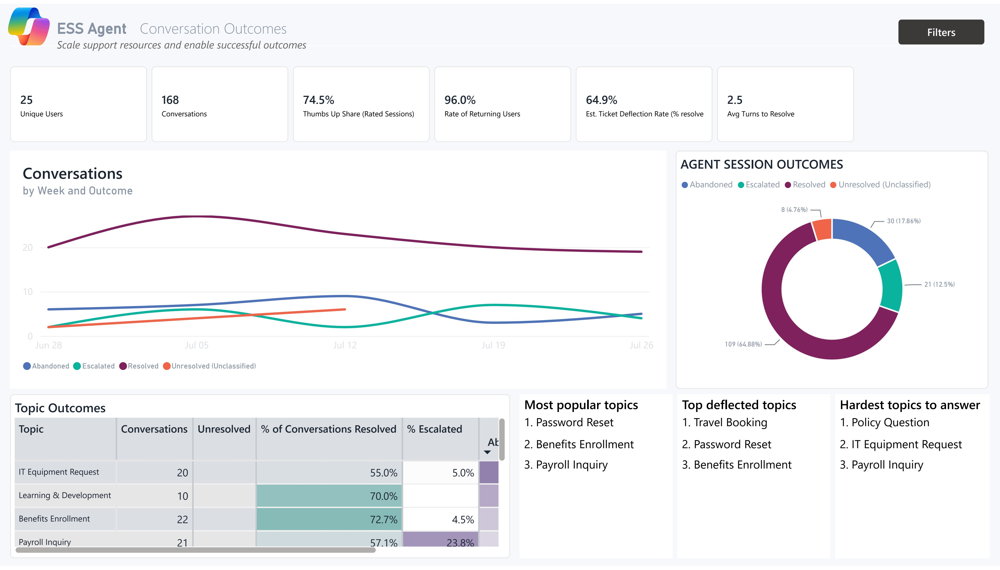 ESS Agent Conversation Outcomes
Scale support resources and enable successful outcomes
Filters
25
Unique Users
168
Conversations
74.5%
Thumbs Up Share (Rated Sessions)
96.0%
Rate of Returning Users
64.9%
Est. Ticket Deflection Rate (% resolve
2.5
Avg Turns to Resolve
Conversations
by Week and Outcome
20
10
0
Jun 28 Jul 05 Jul 12 Jul 19 Jul 26
Abandoned Escalated Resolved Unresolved (Unclassified)
AGENT SESSION OUTCOMES
Abandoned Escalated Resolved Unresolved (Unclassified)
8 (4.76%)
30 (17.86%)
21 (12.5%)
109 (64.88%)
Topic Outcomes
Topic Conversations Unresolved % of Conversations Resolved % Escalated Ab
IT Equipment Request 20 55.0% 5.0%
Learning & Development 10 70.0%
Benefits Enrollment 22 72.7% 4.5%
Payroll Inquiry 21 57.1% 23.8%
Most popular topics
1. Password Reset
2. Benefits Enrollment
3. Payroll Inquiry
Top deflected topics
1. Travel Booking
2. Password Reset
3. Benefits Enrollment
Hardest topics to answer
1. Policy Question
2. IT Equipment Request
3. Payroll Inquiry